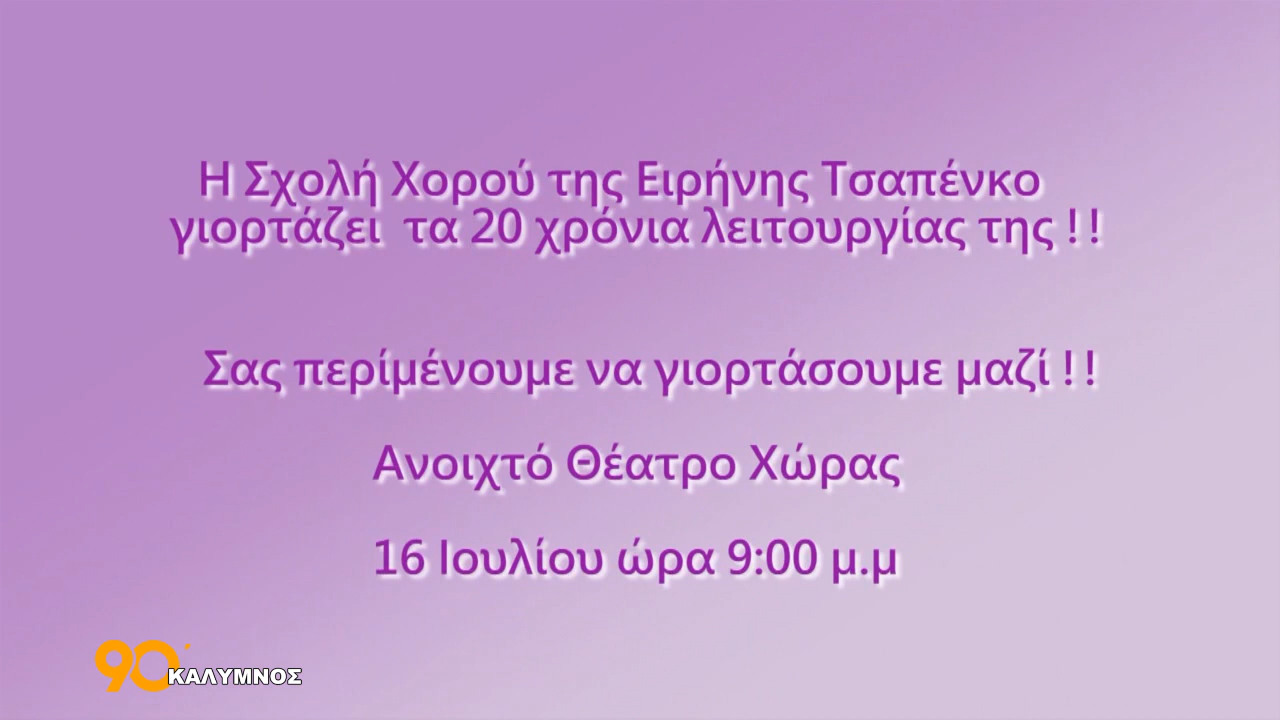 Η Σχολή Χορού της Ειρήνης Τσαπένκο
γιορτάζει τα 20 χρόνια λειτουργίας της !!
Σας περίμένουμε να γιορτάσουμε μαζί !!
Ανοιχτό Θέατρο Χώρας
16 Ιουλίου ώρα 9:00 μ.μ
90΄ ΚΑΛΥΜΝΟΣ